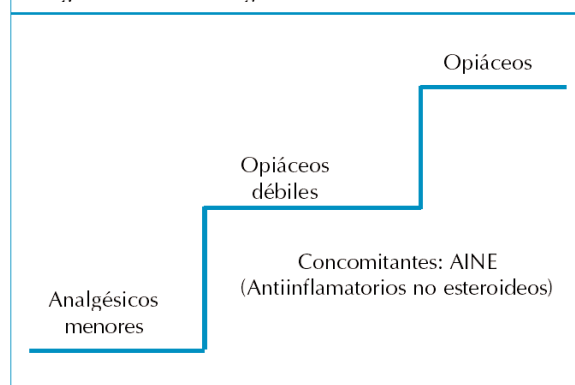 Opiáceos
Opiáceos
débiles
Concomitantes: AINE
(Antiinflamatorios no esteroideos)
Analgésicos
menores